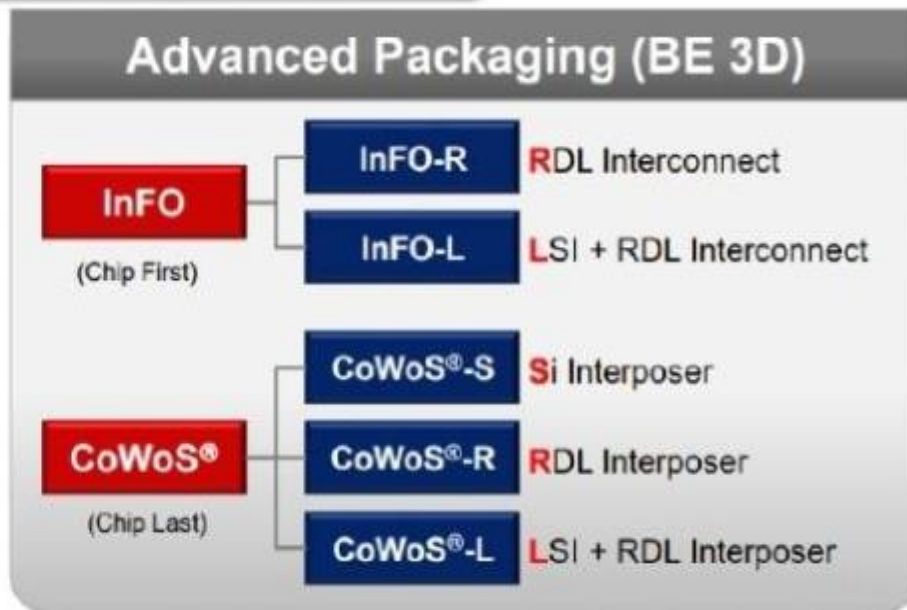 Advanced Packaging (BE 3D)
InFO
(Chip First)
InFO-R RDL Interconnect
InFO-L LSI + RDL Interconnect
CoWoS®
(Chip Last)
CoWoS®-S Si Interposer
CoWoS®-R RDL Interposer
CoWoS®-L LSI + RDL Interposer